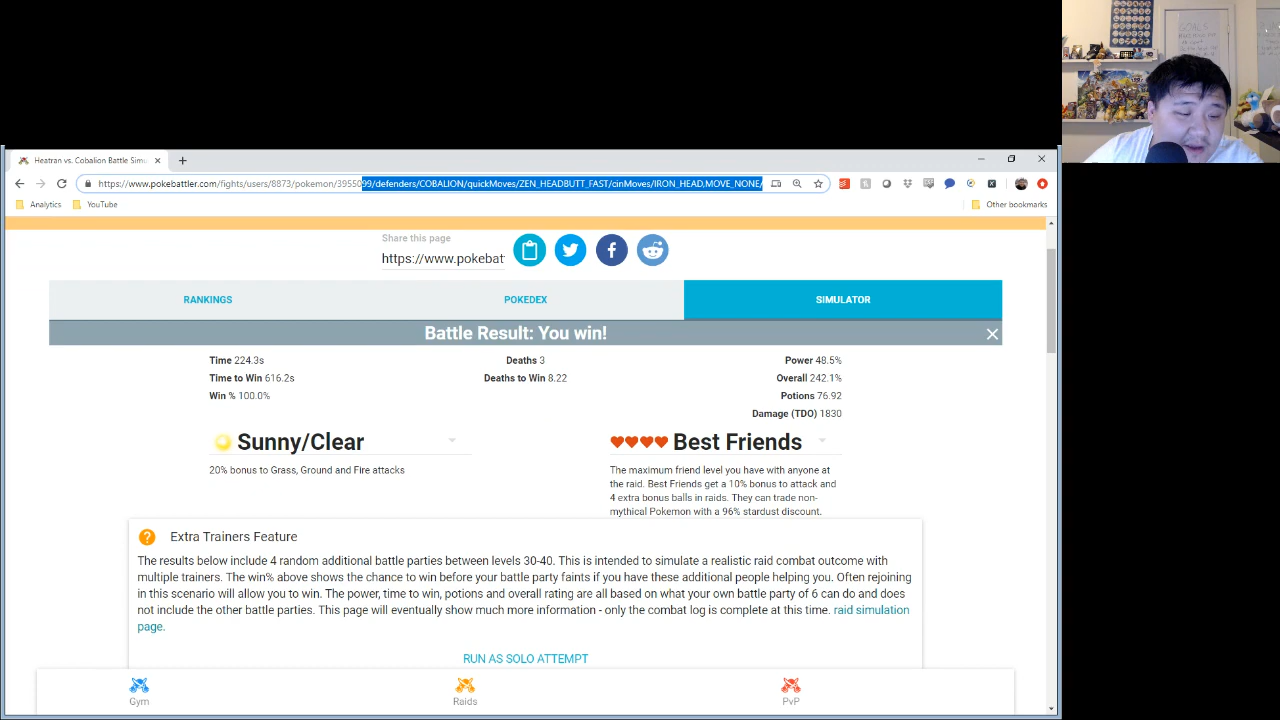 GOALS
Heatran vs. Cobalion Battle Simu
https://www.pokebattler.com/fights/users/8873/pokemon/3955099/defenders/COBALION/quickMoves/ZEN_HEADBUTT_FAST/cinMoves/IRON_HEAD,MOVE_NONE/
Analytics YouTube Other bookmarks
Share this page
https://www.pokebat
RANKINGS POKEDEX SIMULATOR
Battle Result: You win!
Time 224.3s Deaths 3 Power 48.5%
Time to Win 616.2s Deaths to Win 8.22 Overall 242.1%
Win % 100.0% Potions 76.92
Damage (TDO) 1830
Sunny/Clear Best Friends
20% bonus to Grass, Ground and Fire attacks
The maximum friend level you have with anyone at
the raid. Best Friends get a 10% bonus to attack and
4 extra bonus balls in raids. They can trade non-
mythical Pokemon with a 96% stardust discount.
Extra Trainers Feature
The results below include 4 random additional battle parties between levels 30-40. This is intended to simulate a realistic raid combat outcome with
multiple trainers. The win% above shows the chance to win before your battle party faints if you have these additional people helping you. Often rejoining
in this scenario will allow you to win. The power, time to win, potions and overall rating are all based on what your own battle party of 6 can do and does
not include the other battle parties. This page will eventually show much more information - only the combat log is complete at this time. raid simulation
page.
RUN AS SOLO ATTEMPT
Gym Raids PvP